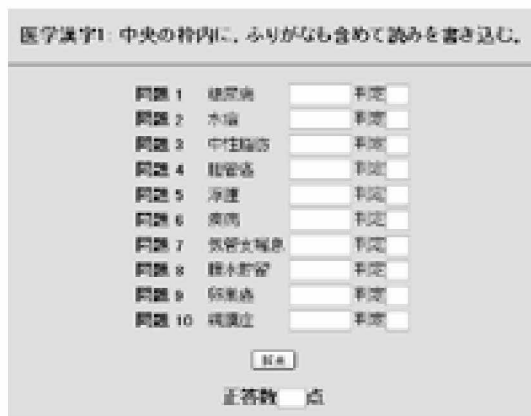 医学漢字1: 中央の枠内に、ふりがなも含めて読みを書き込む。
問題 1 糖尿病 判定
問題 2 水痘 判定
問題 3 中性脂肪 判定
問題 4 胆管癌 判定
問題 5 浮腫 判定
問題 6 疾病 判定
問題 7 気管支喘息 判定
問題 8 腹水貯留 判定
問題 9 卵巣癌 判定
問題 10 判定
正答数 点